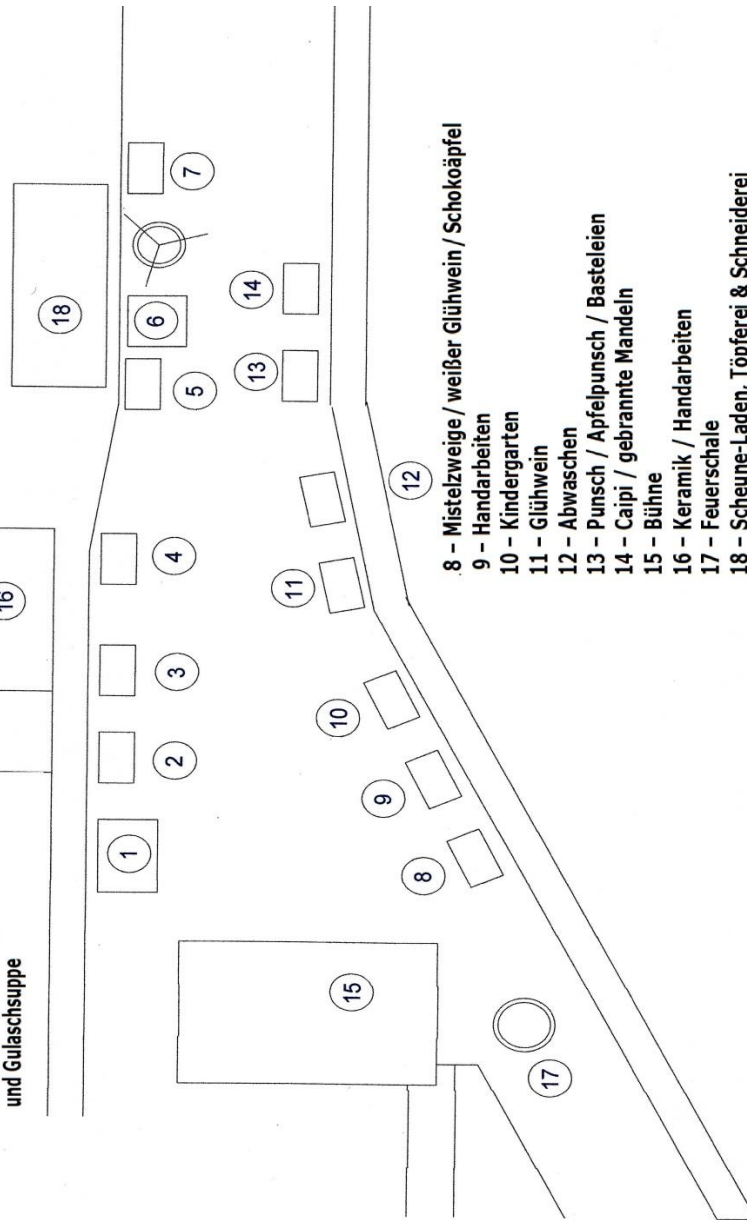 und Gulaschsuppe
16
18
1
2
3
4
5
6
7
8
9
10
11
12
13
14
15
17
8 – Mistelzweige / weißer Glühwein / Schokoäpfel
9 – Handarbeiten
10 – Kindergarten
11 – Glühwein
12 – Abwaschen
13 – Punsch / Apfelpunsch / Basteleien
14 – Caipi / gebrannte Mandeln
15 – Bühne
16 – Keramik / Handarbeiten
17 – Feuerschale
18 – Scheune-Laden, Töpferei & Schneiderei